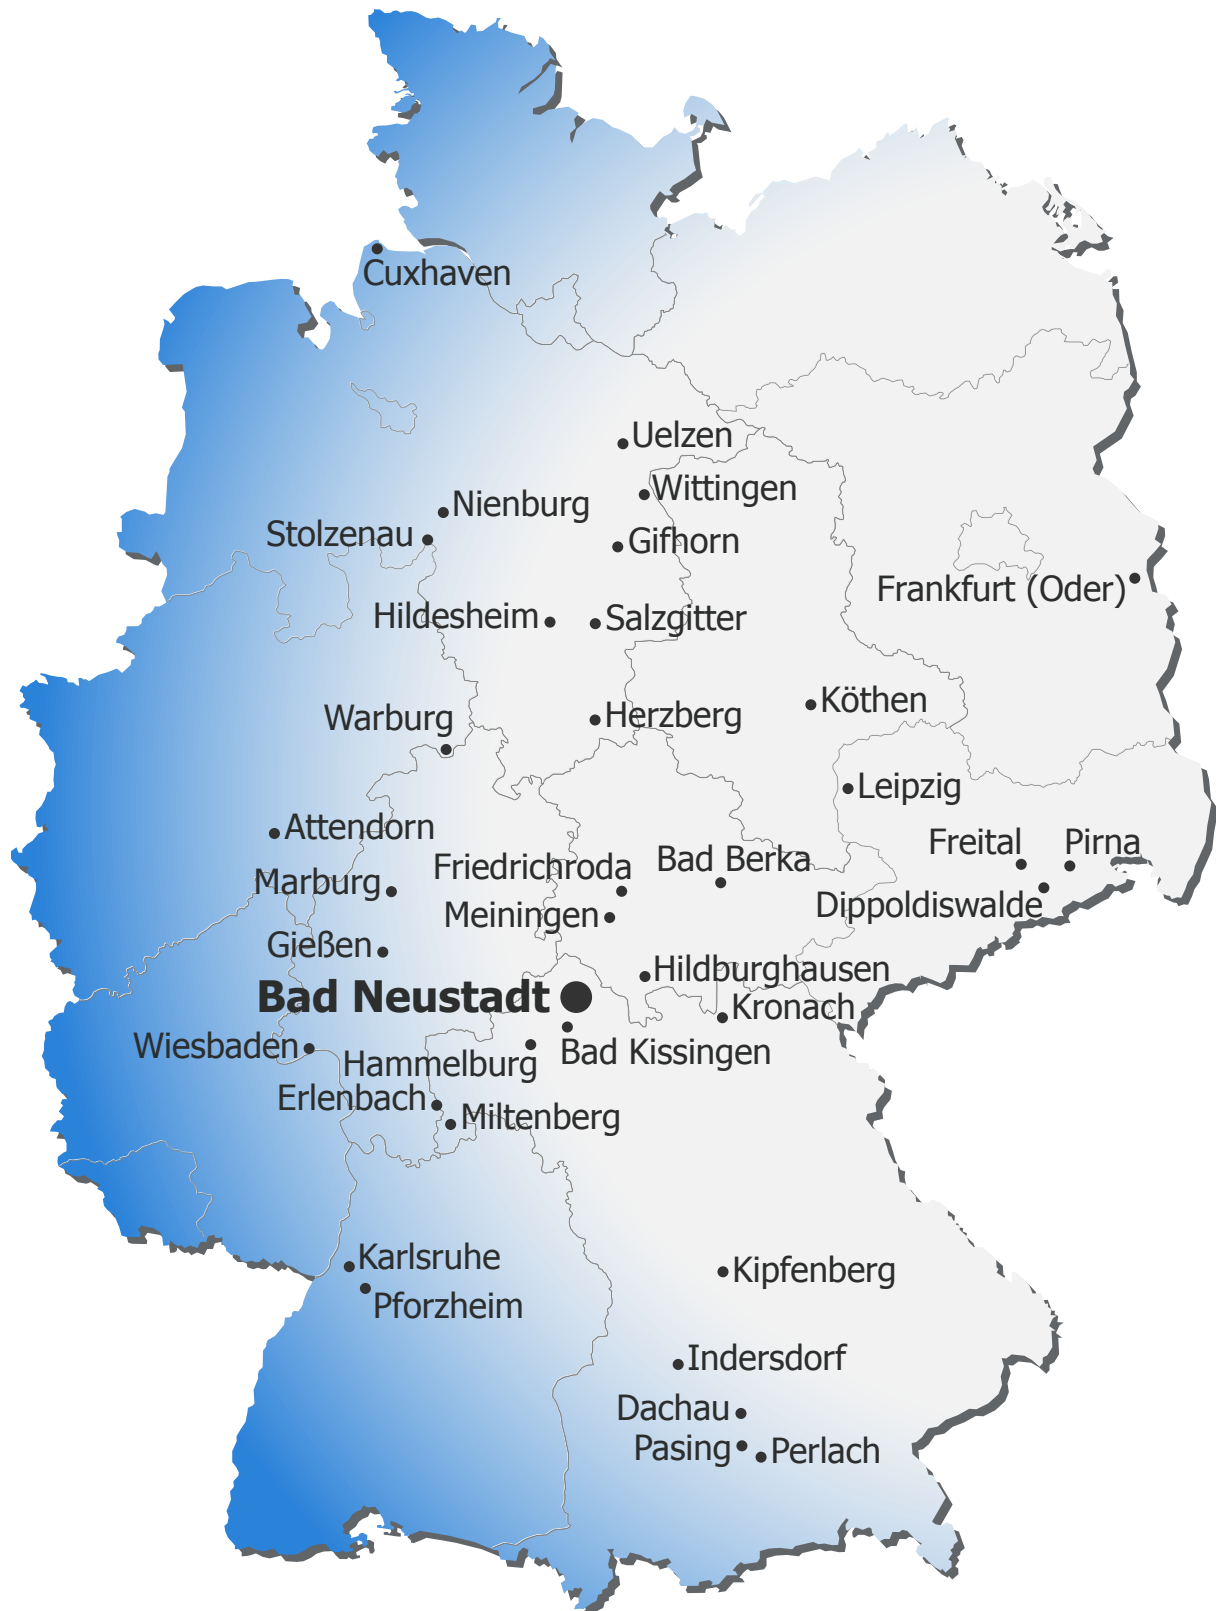 Cuxhaven
Uelzen
Wittingen
Nienburg
Stolzenau
Gifhorn
Frankfurt (Oder)
Hildesheim
Salzgitter
Köthen
Warburg
Herzberg
Leipzig
Attendorn
Freital
Pirna
Friedrichroda
Bad Berka
Marburg
Dippoldiswalde
Meiningen
Gießen
Hildburghausen
Bad Neustadt
Kronach
Wiesbaden
Bad Kissingen
Hammelburg
Erlenbach
Miltenberg
Karlsruhe
Kipfenberg
Pforzheim
Indersdorf
Dachau
Pasing
Perlach